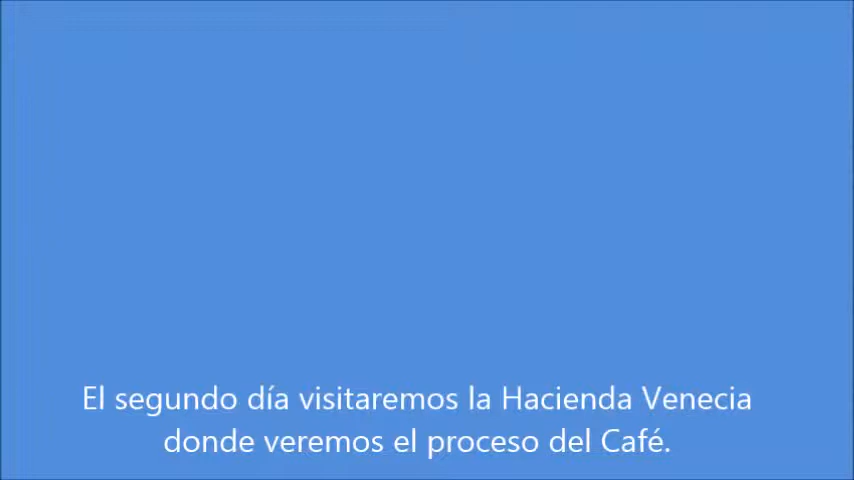 El segundo día visitaremos la Hacienda Venecia
donde veremos el proceso del Café.